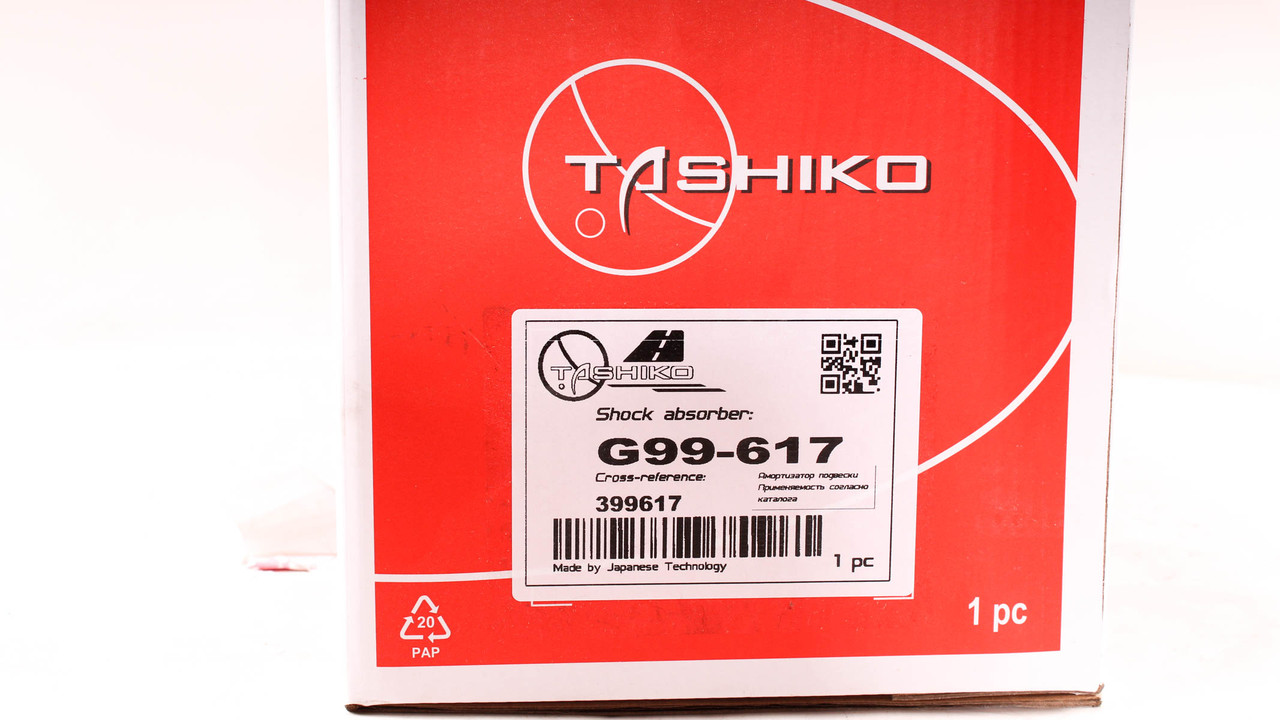 TASHIKO
TASHIKO
Shock absorber:
G99-617
Cross-reference:
399617
Амортизатор подвески
Применяемость согласно
каталога
Made by Japanese Technology
1 pc
20
PAP
1 pc